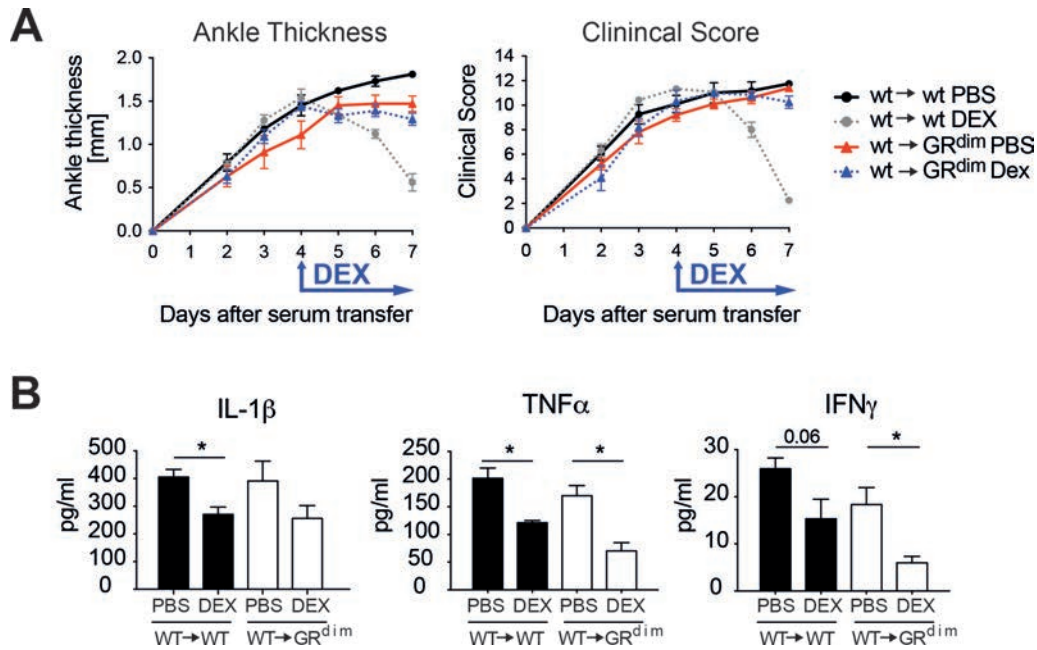 A
Ankle Thickness
Clinincal Score
Ankle thickness
[mm]
2.0
1.5
1.0
0.5
0.0
0 1 2 3 4 5 6 7
DEX
Days after serum transfer
Clinical Score
14
12
10
8
6
4
2
0
0 1 2 3 4 5 6 7
DEX
Days after serum transfer
wt → wt PBS
wt → wt DEX
wt → GRdim PBS
wt → GRdim Dex
B
IL-1β
pg/ml
500
400
300
200
400
0
*
PBS DEX PBS DEX
WT→WT WT→GRdim
TNFα
pg/ml
250
200
150
100
50
0
* *
PBS DEX PBS DEX
WT→WT WT→GRdim
IFNγ
pg/ml
30
20
10
0
0.06 *
PBS DEX PBS DEX
WT→WT WT→GRdim